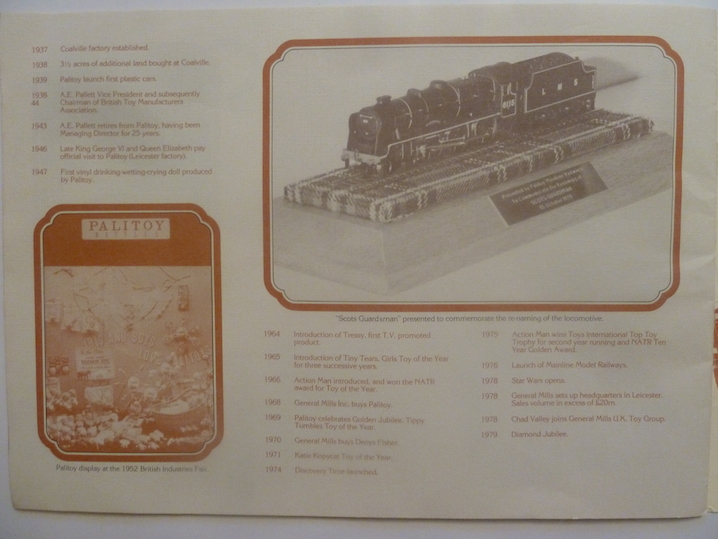 1937 Coalville factory established.
1938 3½ acres of additional land bought at Coalville.
1939 Palitoy launch first plastic cars.
1938 A.E. Pallett Vice President and subsequently
44 Chairman of British Toy Manufacturers
Association.
1943 A.E. Pallett retires from Palitoy, having been
Managing Director for 25 years.
1946 Late King George VI and Queen Elizabeth pay
official visit to Palitoy (Leicester factory).
1947 First vinyl drinking-wetting-crying doll produced
by Palitoy.
PALITOY
Palitoy display at the 1952 British Industries Fair.
L M S
"Scots Guardsman" presented to commemorate the re-naming of the locomotive.
1964 Introduction of Tressy, first T.V. promoted
product.
1965 Introduction of Tiny Tears, Girls Toy of the Year
for three successive years.
1966 Action Man introduced, and won the NATR
award for Toy of the Year.
1968 General Mills Inc. buys Palitoy.
1969 Palitoy celebrates Golden Jubilee. Tippy
Tumbles Toy of the Year.
1970 General Mills buys Denys Fisher.
1971 Katie Kopycat Toy of the Year.
1974 Discovery Time launched.
1975 Action Man wins Toys International Top Toy
Trophy for second year running and NATR Ten
Year Golden Award.
1976 Launch of Mainline Model Railways.
1978 Star Wars opens.
1978 General Mills sets up headquarters in Leicester.
Sales volume in excess of £20m.
1978 Chad Valley joins General Mills U.K. Toy Group.
1979 Diamond Jubilee.